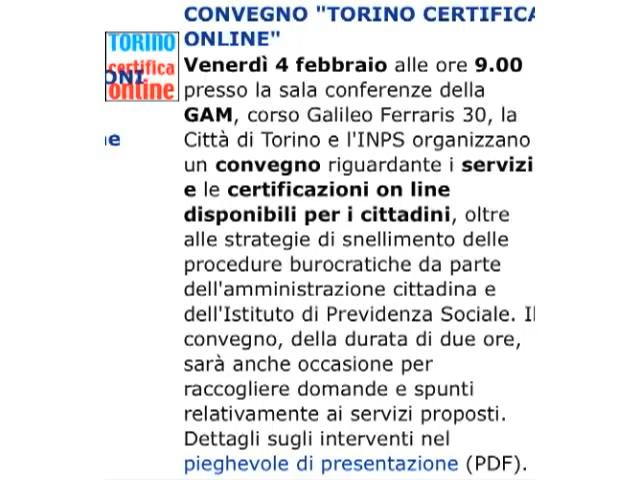 CONVEGNO "TORINO CERTIFICA
ONLINE"
TORINO
certifica
online
ONI
ne
Venerdì 4 febbraio alle ore 9.00
presso la sala conferenze della
GAM, corso Galileo Ferraris 30, la
Città di Torino e l'INPS organizzano
un convegno riguardante i servizi
e le certificazioni on line
disponibili per i cittadini, oltre
alle strategie di snellimento delle
procedure burocratiche da parte
dell'amministrazione cittadina e
dell'Istituto di Previdenza Sociale. Il
convegno, della durata di due ore,
sarà anche occasione per
raccogliere domande e spunti
relativamente ai servizi proposti.
Dettagli sugli interventi nel
pieghevole di presentazione (PDF).